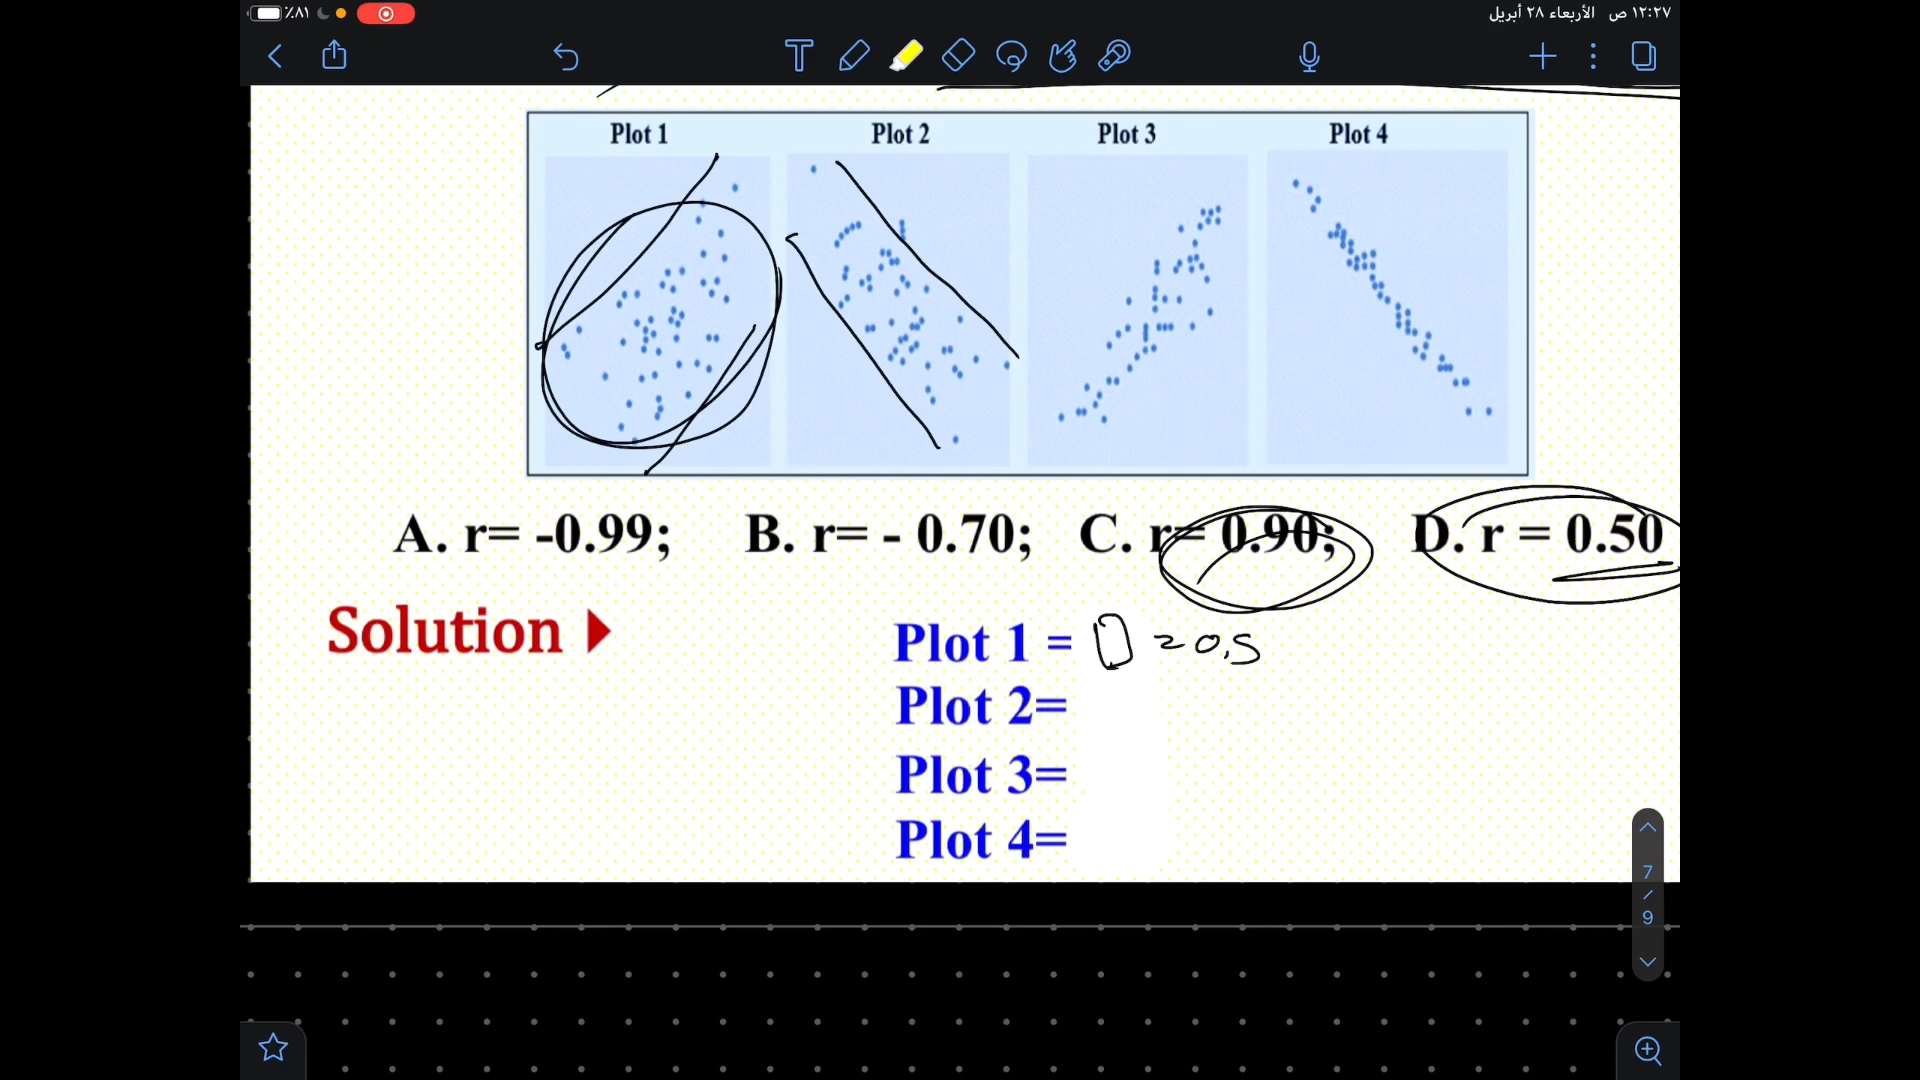 ٪٨١ ١٢:٢٧ ص الأربعاء ٢٨ أبريل
Plot 1 Plot 2 Plot 3 Plot 4
A. r= -0.99; B. r= - 0.70; C. r= 0.90; D. r = 0.50
Solution
Plot 1 = D = 0.5
Plot 2=
Plot 3=
Plot 4=
7
/
9